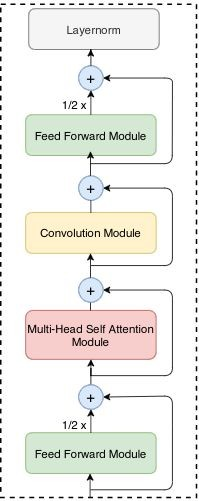 Layernorm
+
1/2 x
Feed Forward Module
+
Convolution Module
+
Multi-Head Self Attention
Module
+
1/2 x
Feed Forward Module